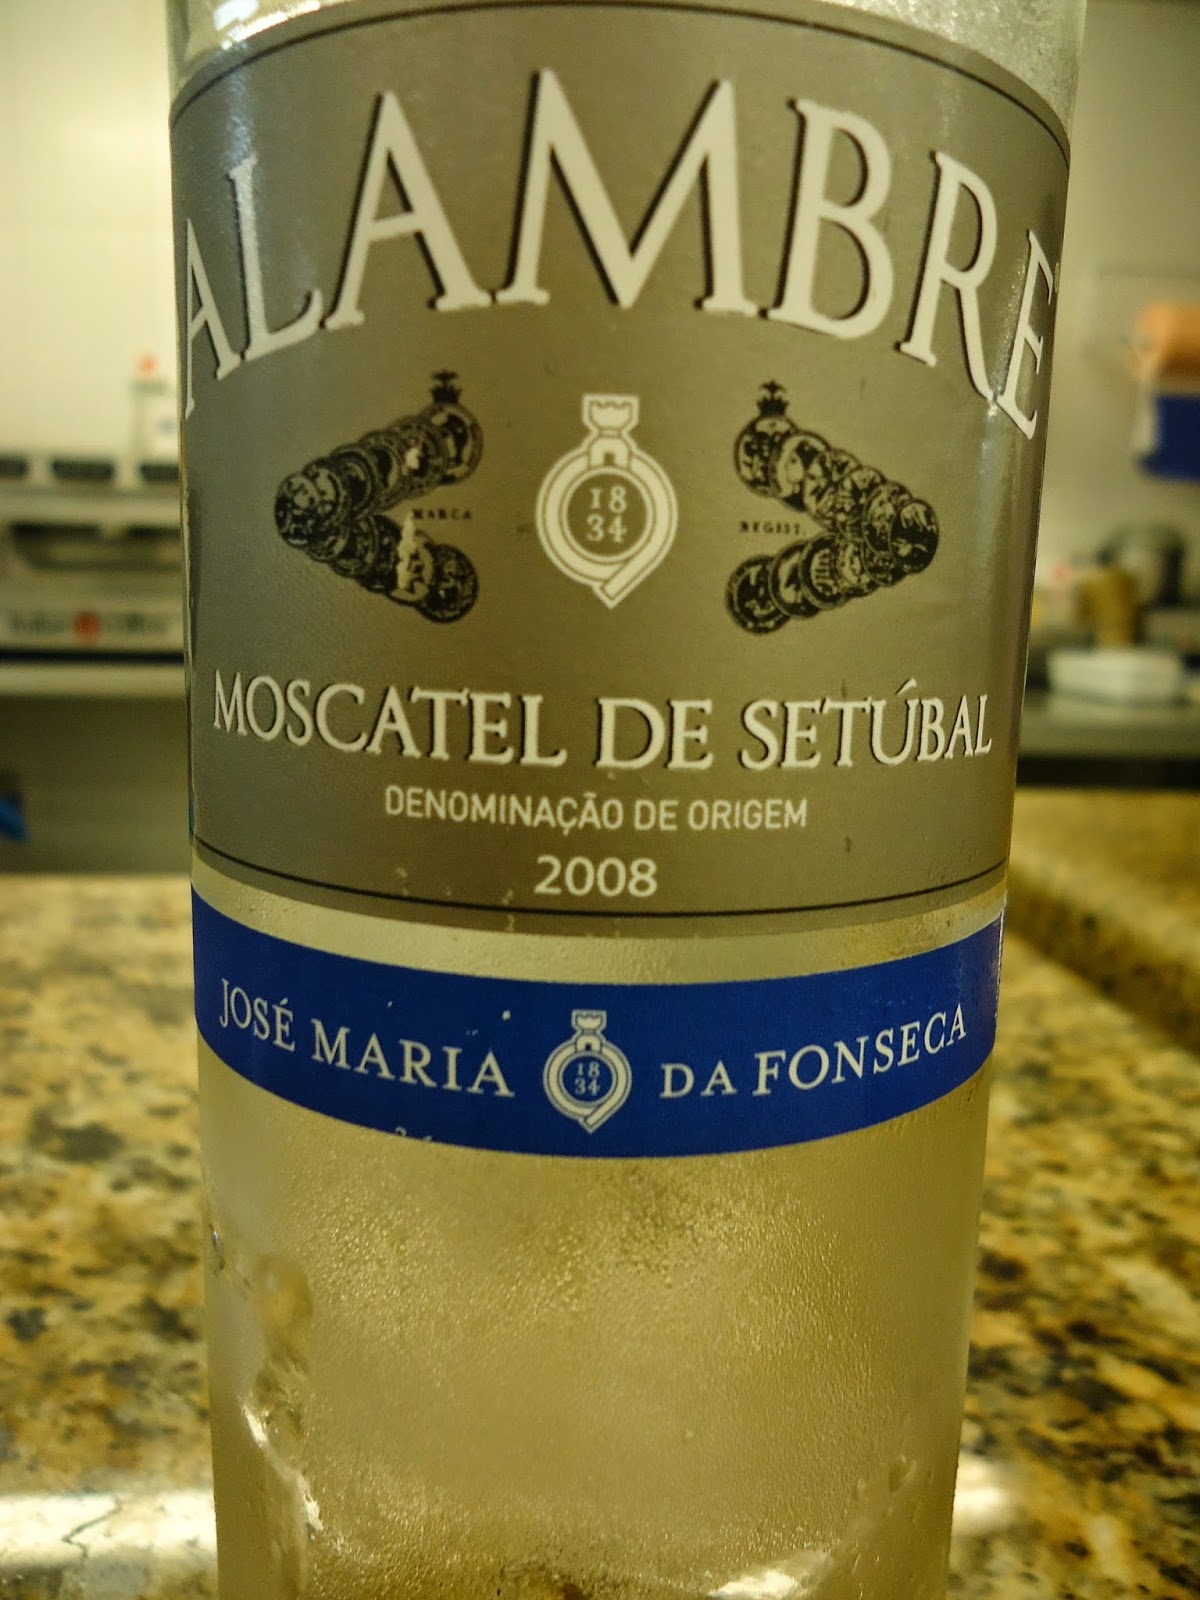 ALAMBRE
MARCA
REGIST.
18
34
MOSCATEL DE SETÚBAL
DENOMINAÇÃO DE ORIGEM
2008
JOSÉ MARIA DA FONSECA
18
34